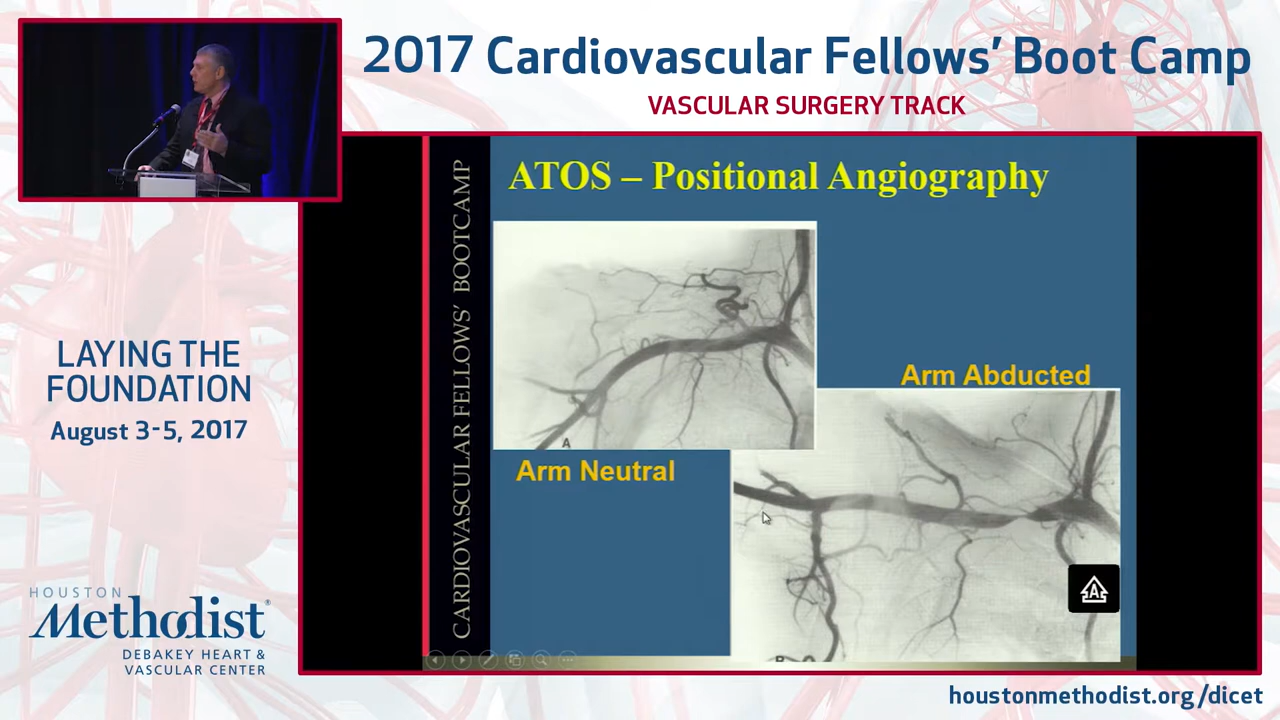 2017 Cardiovascular Fellows' Boot Camp
VASCULAR SURGERY TRACK
LAYING THE
FOUNDATION
August 3-5, 2017
HOUSTON
Methodist®
DEBAKEY HEART &
VASCULAR CENTER
CARDIOVASCULAR FELLOWS' BOOTCAMP
ATOS – Positional Angiography
A
Arm Neutral
Arm Abducted
B
A
houstonmethodist.org/dicet